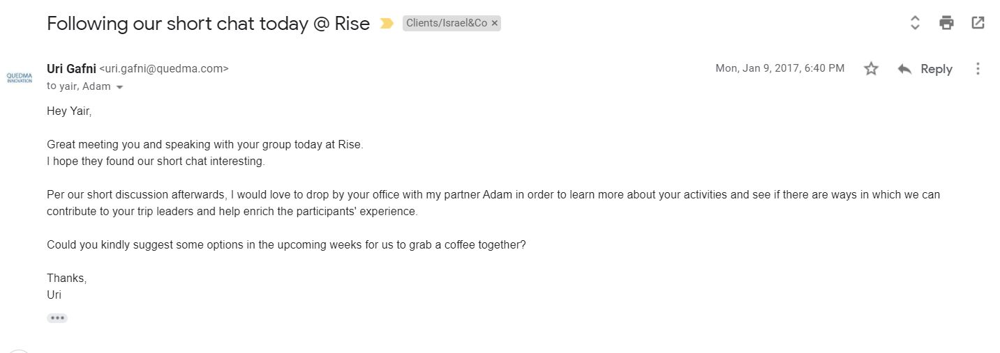 Following our short chat today @ Rise Clients/Israel&Co ×
QUEDMA
INNOVATION
Uri Gafni <uri.gafni@quedma.com> Mon, Jan 9, 2017, 6:40 PM Reply
to yair, Adam
Hey Yair,
Great meeting you and speaking with your group today at Rise.
I hope they found our short chat interesting.
Per our short discussion afterwards, I would love to drop by your office with my partner Adam in order to learn more about your activities and see if there are ways in which we can
contribute to your trip leaders and help enrich the participants' experience.
Could you kindly suggest some options in the upcoming weeks for us to grab a coffee together?
Thanks,
Uri